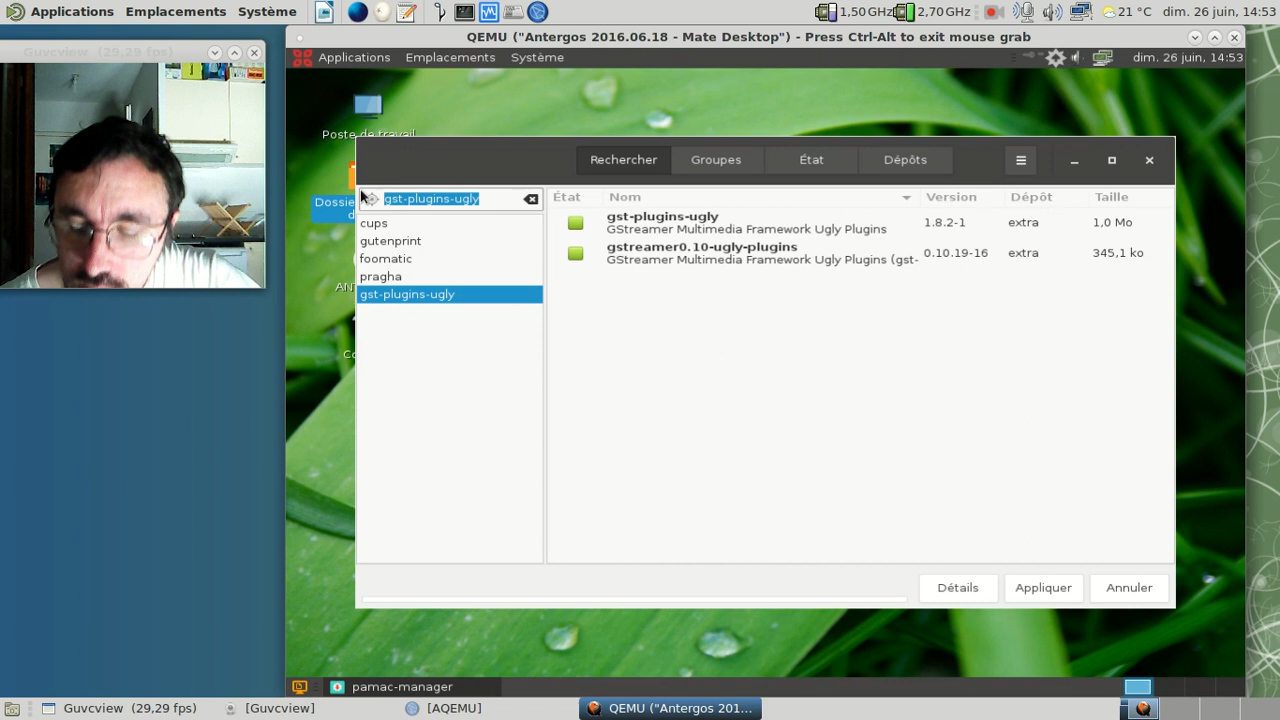 Applications Emplacements Système 1,50 GHz 2,70 GHz 21 °C dim. 26 juin, 14:53
Guvcview (29.29 fps)
QEMU ("Antergos 2016.06.18 - Mate Desktop") - Press Ctrl-Alt to exit mouse grab
Applications Emplacements Système dim. 26 juin, 14:53
Poste de travail
Rechercher Groupes État Dépôts
Dossie
gst-plugins-ugly
État Nom Version Dépôt Taille
cups
gutenprint
foomatic
pragha
gst-plugins-ugly
gst-plugins-ugly 1.8.2-1 extra 1,0 Mo
GStreamer Multimedia Framework Ugly Plugins
gstreamer0.10-ugly-plugins 0.10.19-16 extra 345,1 ko
GStreamer Multimedia Framework Ugly Plugins (gst-
AN
Co
Détails Appliquer Annuler
pamac-manager
Guvcview (29,29 fps) [Guvcview] [AQEMU] QEMU ("Antergos 201...